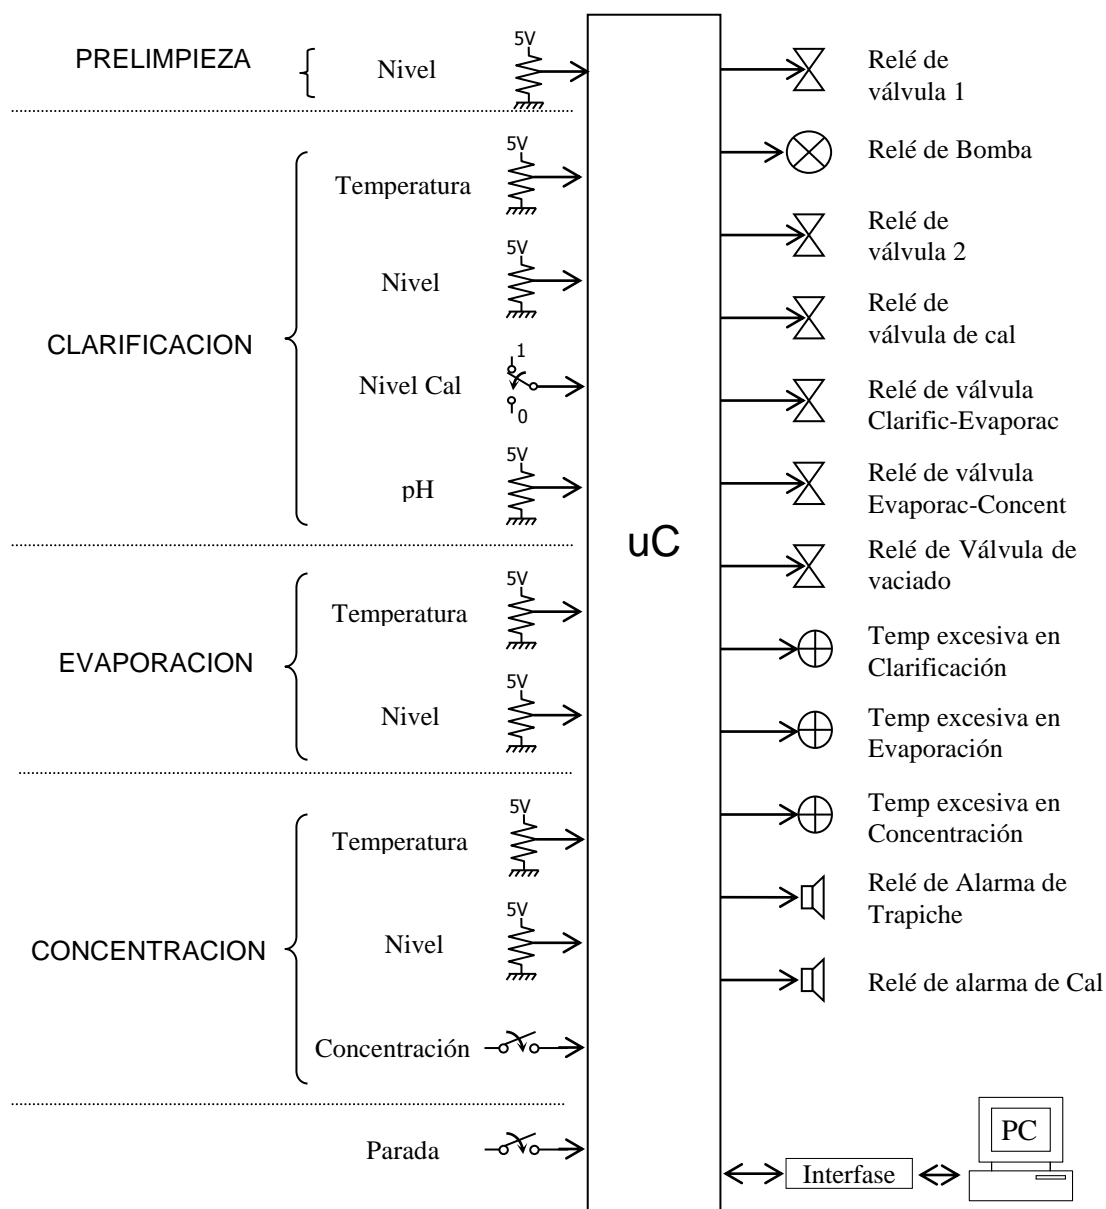 PRELIMPIEZA
Nivel
5V
CLARIFICACION
Temperatura
5V
Nivel
5V
Nivel Cal
1
0
pH
5V
EVAPORACION
Temperatura
5V
Nivel
5V
CONCENTRACION
Temperatura
5V
Nivel
5V
Concentración
Parada
uC
Relé de
válvula 1
Relé de Bomba
Relé de
válvula 2
Relé de
válvula de cal
Relé de válvula
Clarific-Evaporac
Relé de válvula
Evaporac-Concent
Relé de Válvula de
vaciado
Temp excesiva en
Clarificación
Temp excesiva en
Evaporación
Temp excesiva en
Concentración
Relé de Alarma de
Trapiche
Relé de alarma de Cal
Interfase
PC